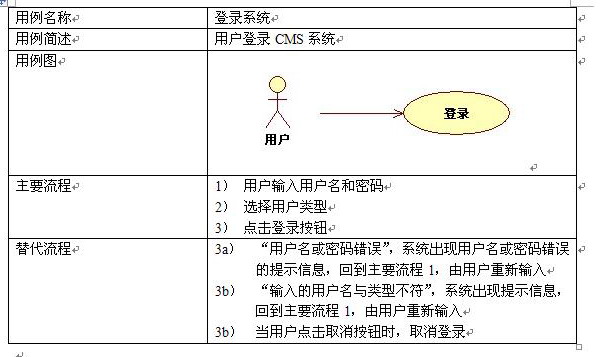 用例名称 登录系统
用例简述 用户登录 CMS 系统
用例图
登录
用户
主要流程
1） 用户输入用户名和密码
2） 选择用户类型
3） 点击登录按钮
替代流程
3a） “用户名或密码错误”，系统出现用户名或密码错误
的提示信息，回到主要流程 1，由用户重新输入
3b） “输入的用户名与类型不符”，系统出现提示信息，
回到主要流程 1，由用户重新输入
3b） 当用户点击取消按钮时，取消登录